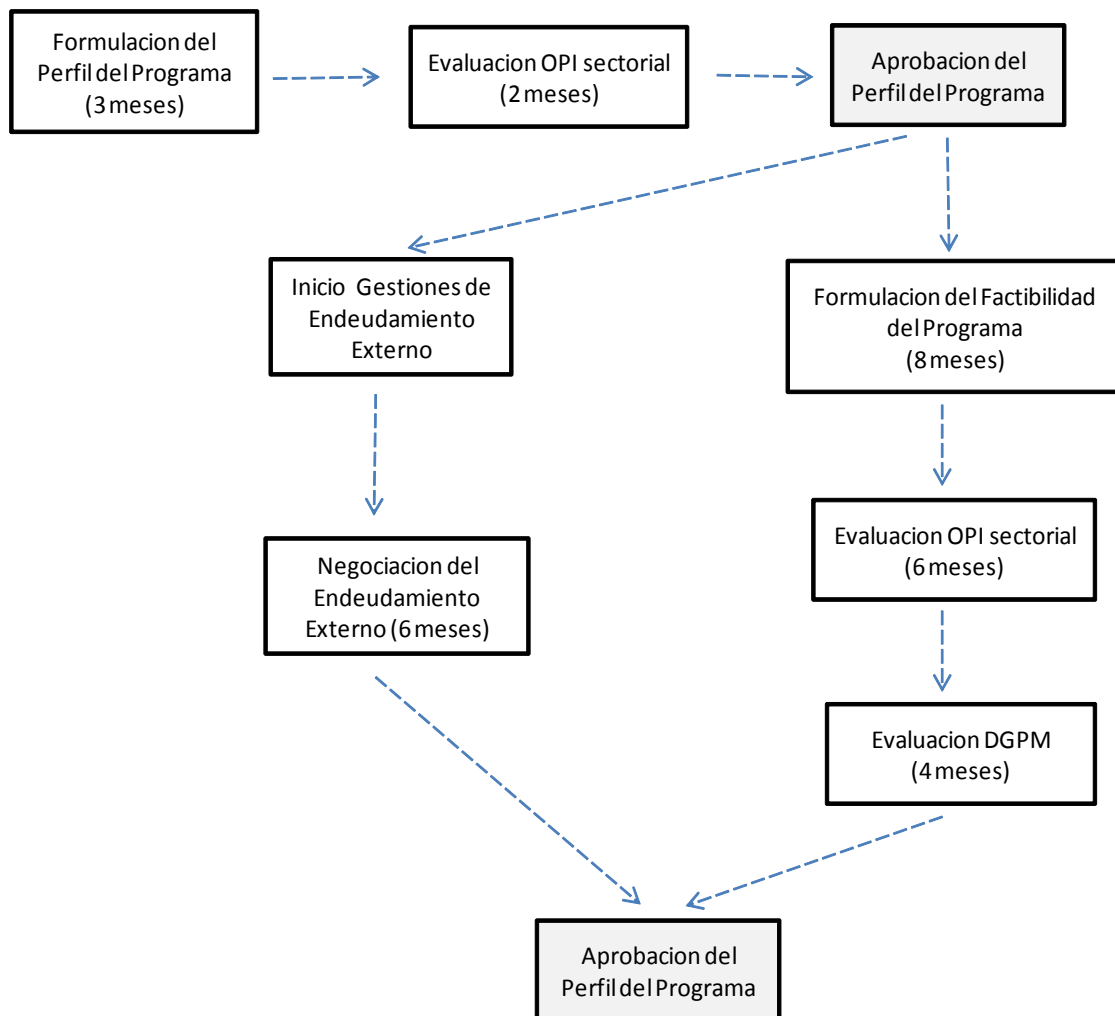 Formulacion del
Perfil del Programa
(3 meses)
Evaluacion OPI sectorial
(2 meses)
Aprobacion del
Perfil del Programa
Inicio Gestiones de
Endeudamiento
Externo
Formulacion del Factibilidad
del Programa
(8 meses)
Negociacion del
Endeudamiento
Externo (6 meses)
Evaluacion OPI sectorial
(6 meses)
Evaluacion DGPM
(4 meses)
Aprobacion del
Perfil del Programa